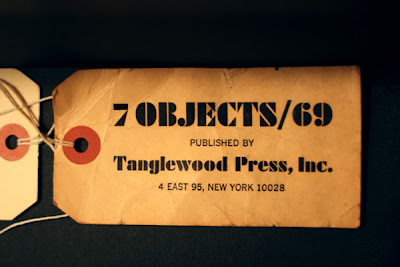 7 OBJECTS/69
PUBLISHED BY
Tanglewood Press, Inc.
4 EAST 95, NEW YORK 10028